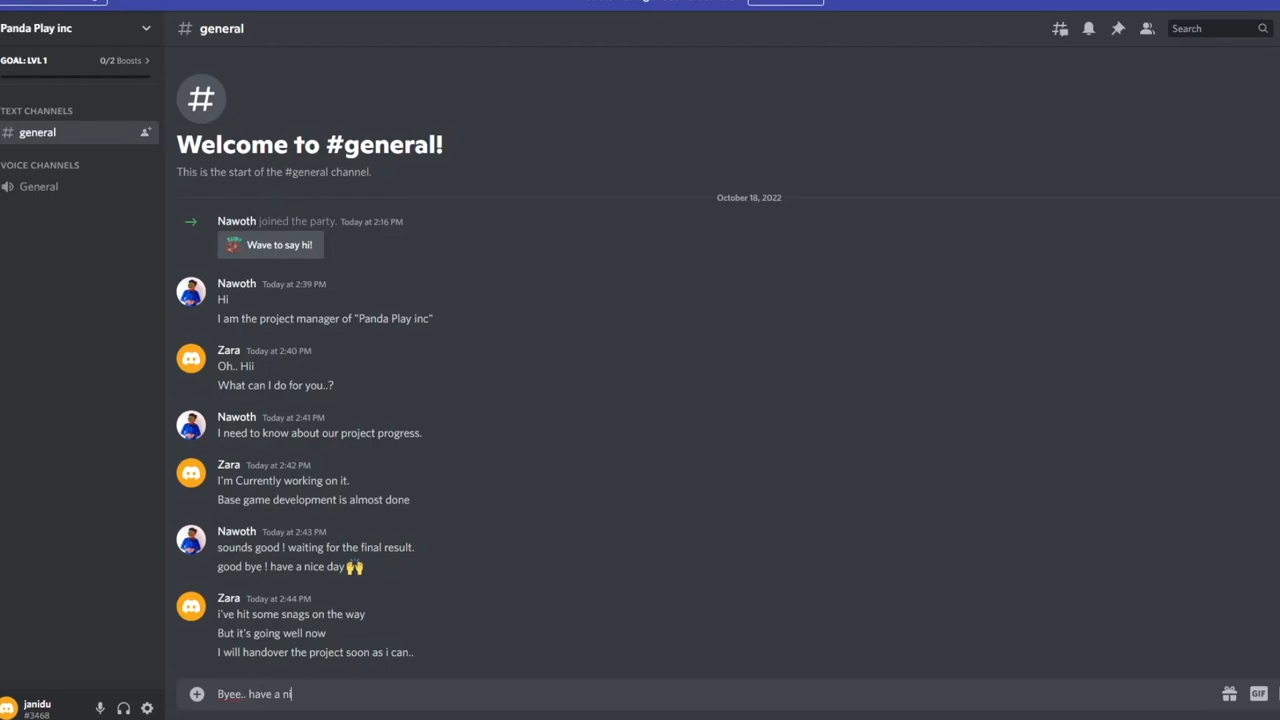 Panda Play inc
GOAL: LVL 1 0/2 Boosts
TEXT CHANNELS
# general
VOICE CHANNELS
General
janidu
#3468
# general
Search
#
Welcome to #general!
This is the start of the #general channel.
October 18, 2022
Nawoth joined the party. Today at 2:16 PM
Wave to say hi!
Nawoth Today at 2:39 PM
Hi
I am the project manager of "Panda Play inc"
Zara Today at 2:40 PM
Oh.. Hii
What can I do for you..?
Nawoth Today at 2:41 PM
I need to know about our project progress.
Zara Today at 2:42 PM
I'm Currently working on it.
Base game development is almost done
Nawoth Today at 2:43 PM
sounds good ! waiting for the final result.
good bye ! have a nice day 🙌
Zara Today at 2:44 PM
i've hit some snags on the way
But it's going well now
I will handover the project soon as i can..
Byee.. have a ni
GIF